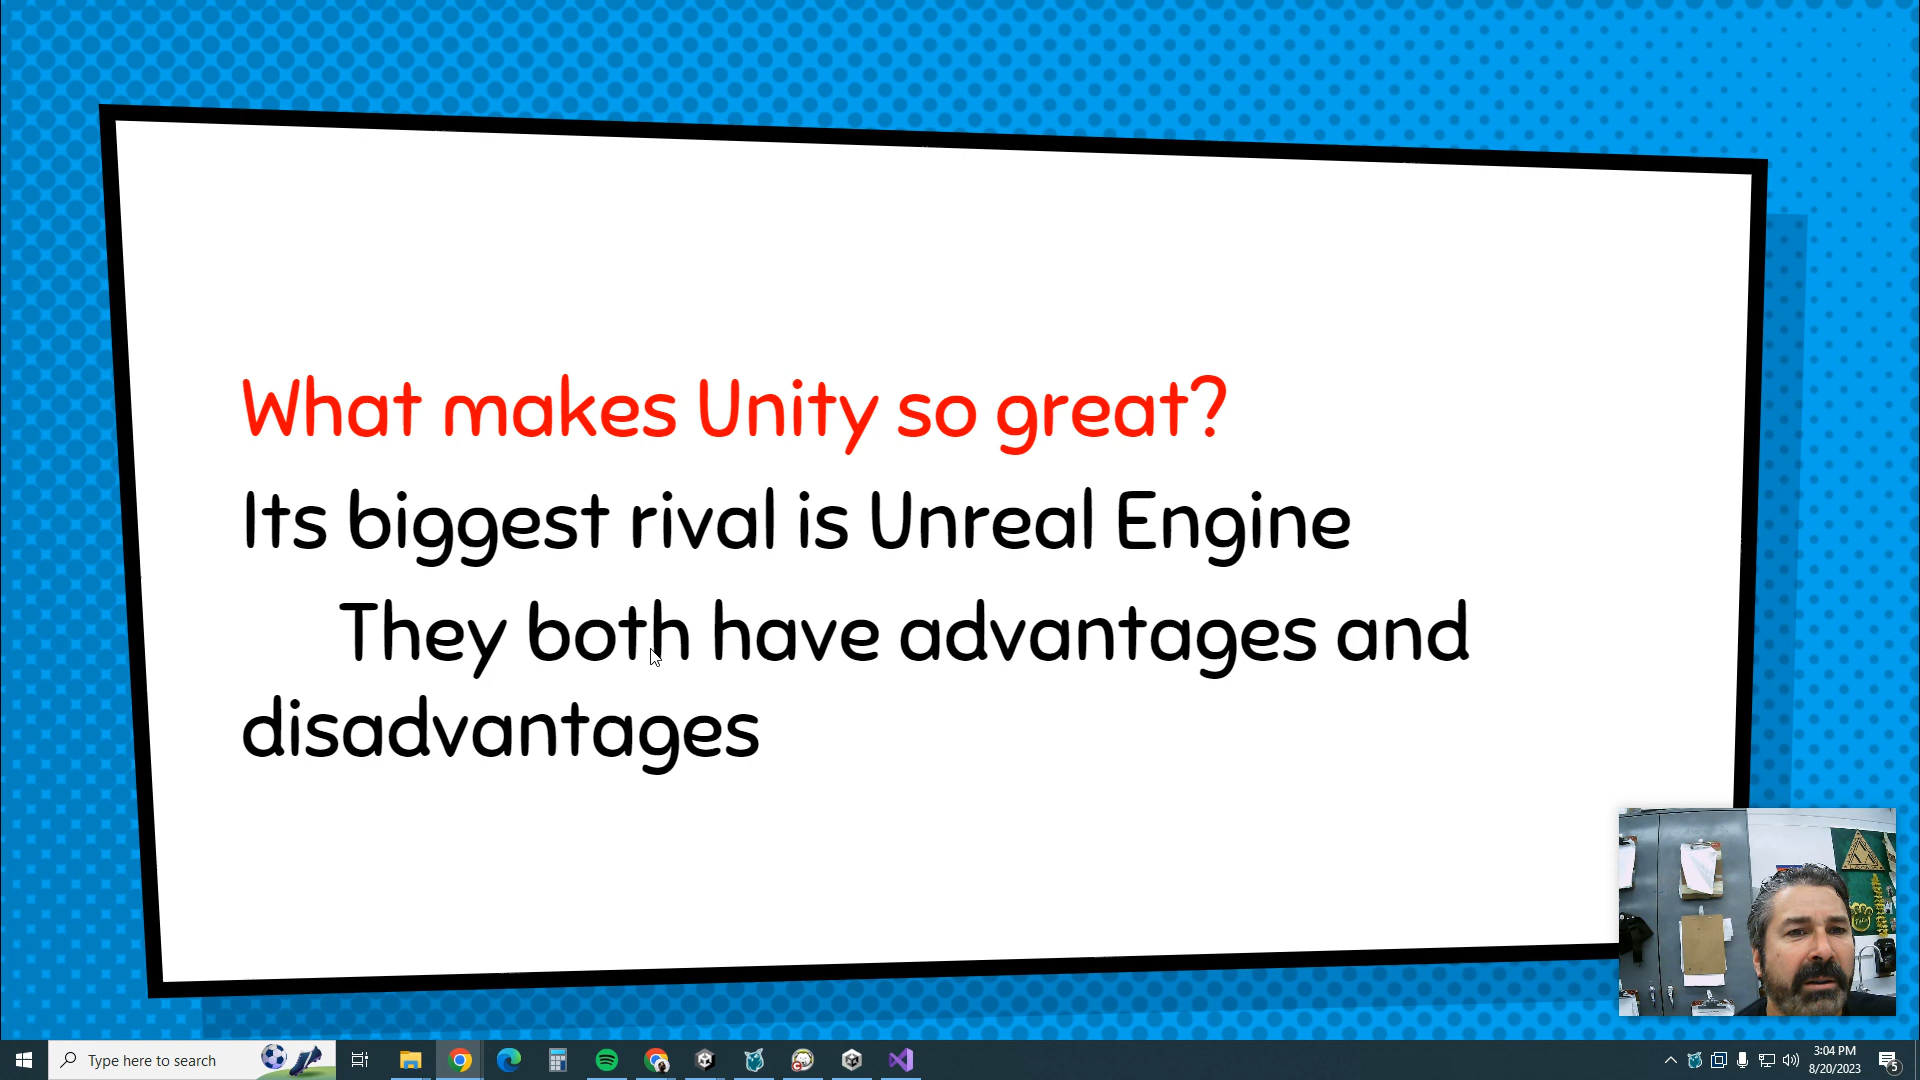 What makes Unity so great?
Its biggest rival is Unreal Engine
They both have advantages and
disadvantages
Type here to search
3:04 PM
8/20/2023
5